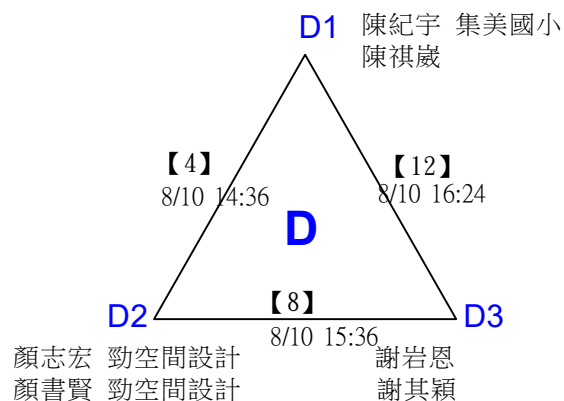 D1 陳紀宇 集美國小
陳祺崴
【4】
8/10 14:36
【12】
8/10 16:24
D
D2
【8】
8/10 15:36
D3
顏志宏 勁空間設計
顏書賢 勁空間設計
謝岩恩
謝其穎